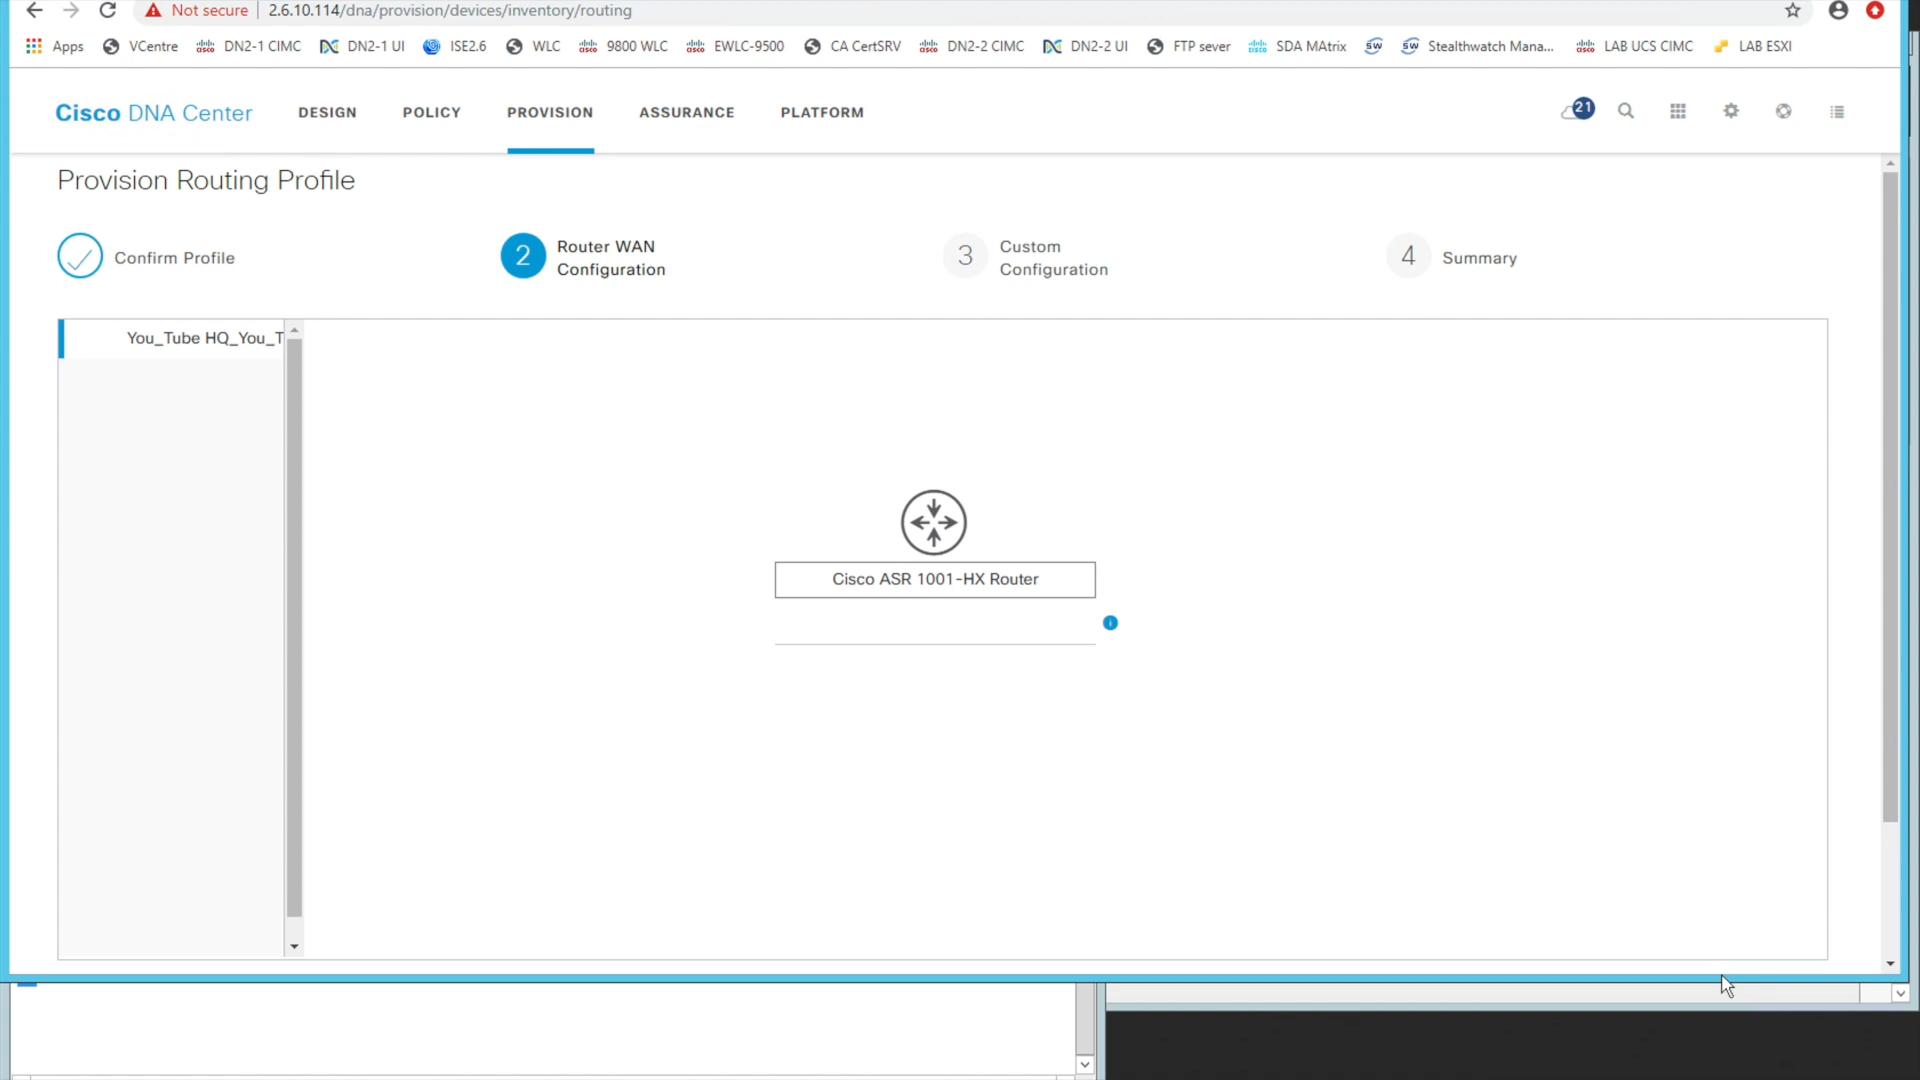 Not secure 2.6.10.114/dna/provision/devices/inventory/routing
Apps VCentre DN2-1 CIMC DN2-1 UI ISE2.6 WLC 9800 WLC EWLC-9500 CA CertSRV DN2-2 CIMC DN2-2 UI FTP sever SDA MAtrix SW SW Stealthwatch Mana... LAB UCS CIMC LAB ESXI
Cisco DNA Center DESIGN POLICY PROVISION ASSURANCE PLATFORM 21
Provision Routing Profile
Confirm Profile
2 Router WAN
Configuration
3 Custom
Configuration
4 Summary
You_Tube HQ_You_T
Cisco ASR 1001-HX Router